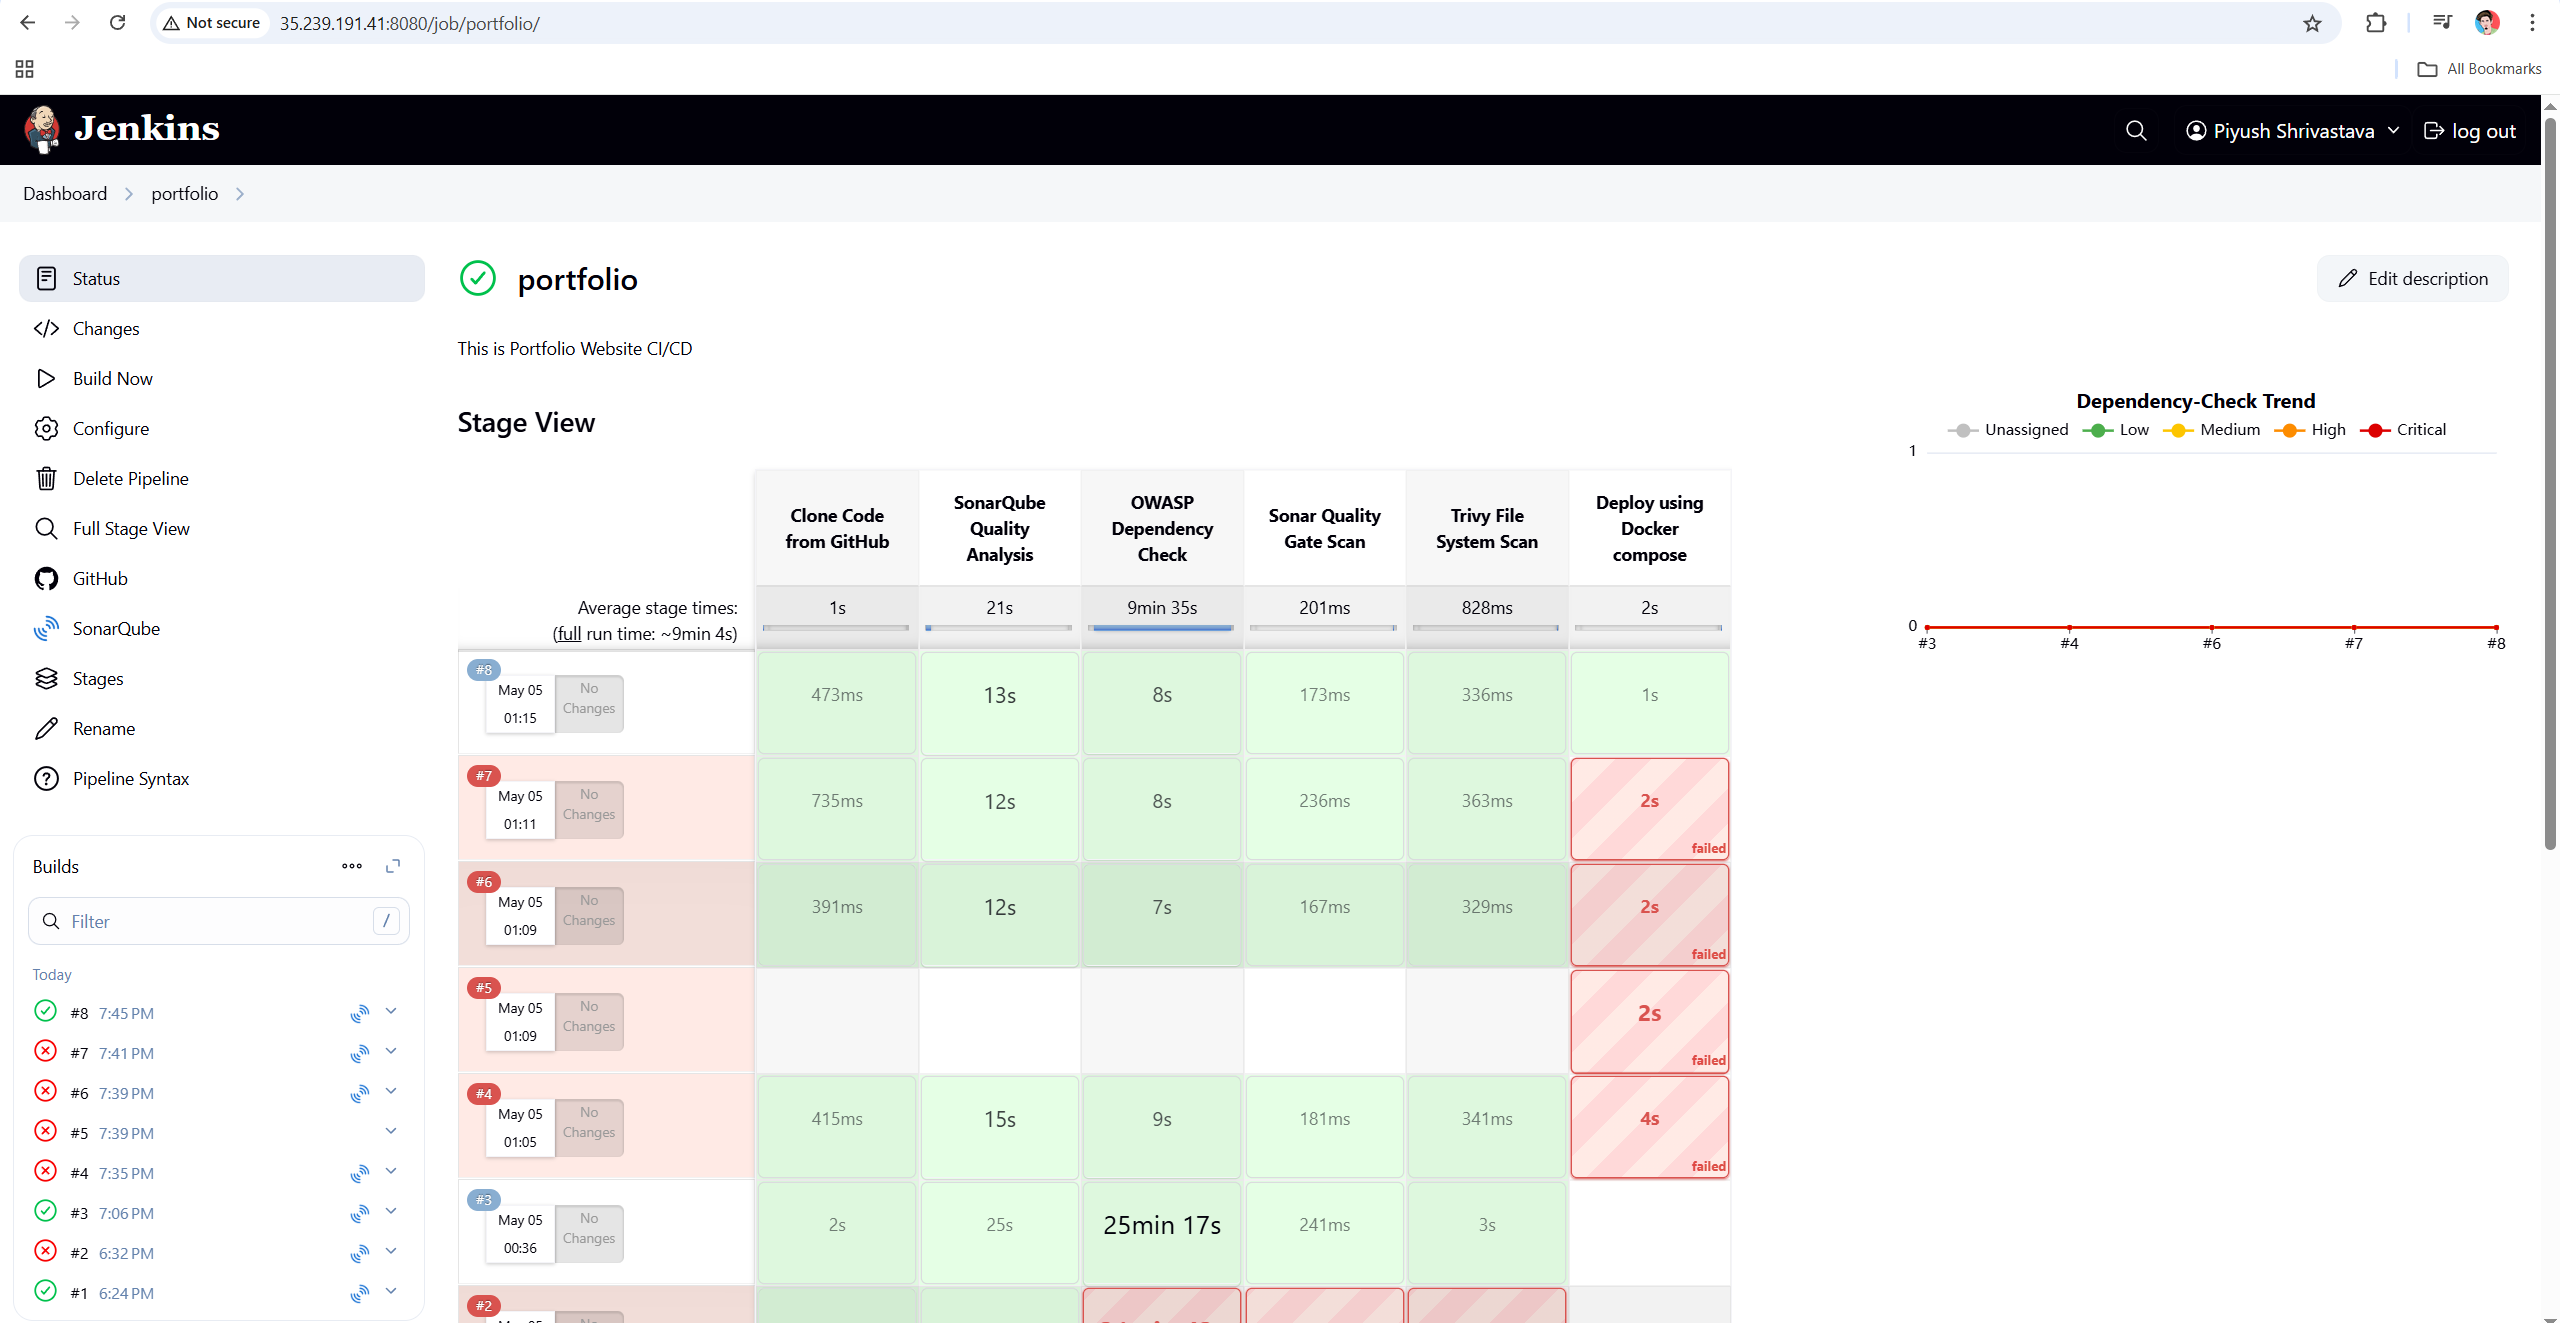 Not secure
35.239.191.41:8080/job/portfolio/
All Bookmarks
Jenkins
Piyush Shrivastava
log out
Dashboard
portfolio
Status
Changes
Build Now
Configure
Delete Pipeline
Full Stage View
GitHub
SonarQube
Stages
Rename
Pipeline Syntax
Builds
Filter
/
Today
#8 7:45 PM
#7 7:41 PM
#6 7:39 PM
#5 7:39 PM
#4 7:35 PM
#3 7:06 PM
#2 6:32 PM
#1 6:24 PM
portfolio
Edit description
This is Portfolio Website CI/CD
Stage View
Clone Code
from GitHub
SonarQube
Quality
Analysis
OWASP
Dependency
Check
Sonar Quality
Gate Scan
Trivy File
System Scan
Deploy using
Docker
compose
Average stage times:
(full run time: ~9min 4s)
1s
21s
9min 35s
201ms
828ms
2s
#8
May 05
01:15
No
Changes
473ms
13s
8s
173ms
336ms
1s
#7
May 05
01:11
No
Changes
735ms
12s
8s
236ms
363ms
2s
failed
#6
May 05
01:09
No
Changes
391ms
12s
7s
167ms
329ms
2s
failed
#5
May 05
01:09
No
Changes
2s
failed
#4
May 05
01:05
No
Changes
415ms
15s
9s
181ms
341ms
4s
failed
#3
May 05
00:36
No
Changes
2s
25s
25min 17s
241ms
3s
#2
Dependency-Check Trend
Unassigned
Low
Medium
High
Critical
1
0
#3
#4
#6
#7
#8